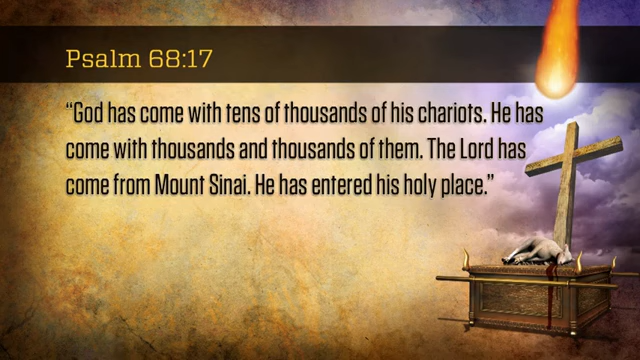 Psalm 68:17
“God has come with tens of thousands of his chariots. He has
come with thousands and thousands of them. The Lord has
come from Mount Sinai. He has entered his holy place.”